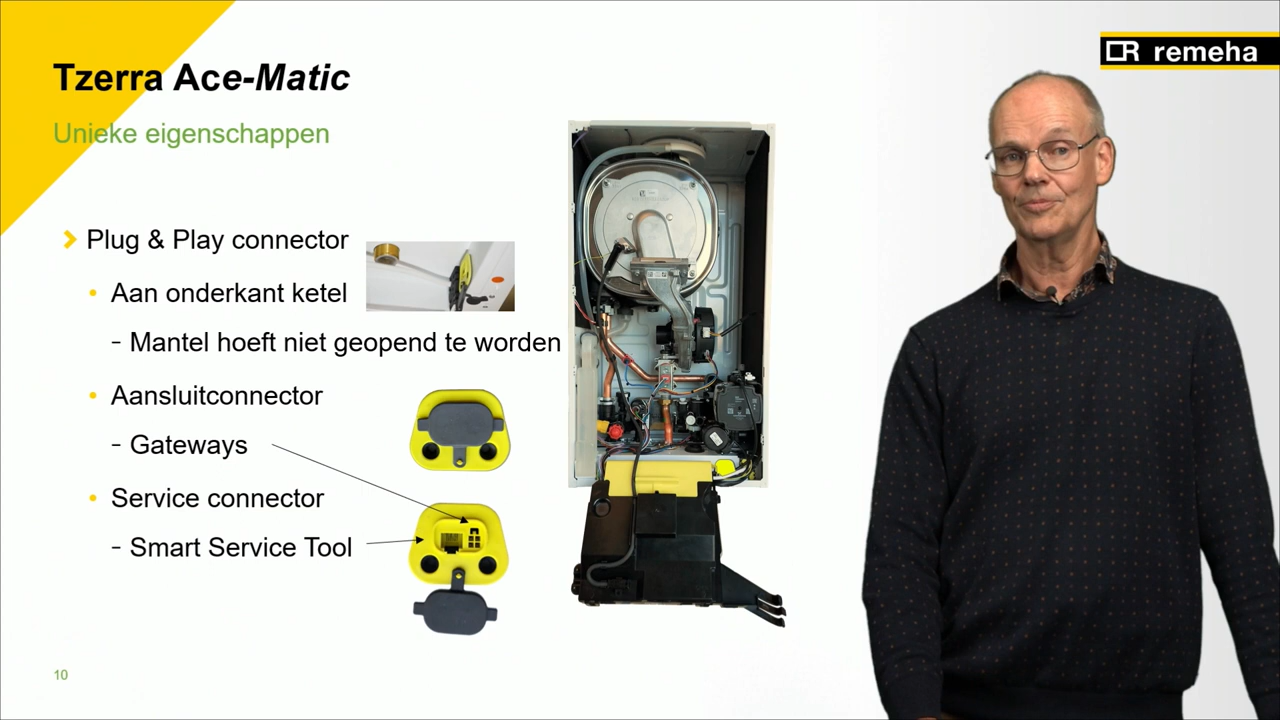 Tzerra Ace-Matic
remeha
Unieke eigenschappen
Plug & Play connector
• Aan onderkant ketel
- Mantel hoeft niet geopend te worden
• Aansluitconnector
- Gateways
• Service connector
- Smart Service Tool
10